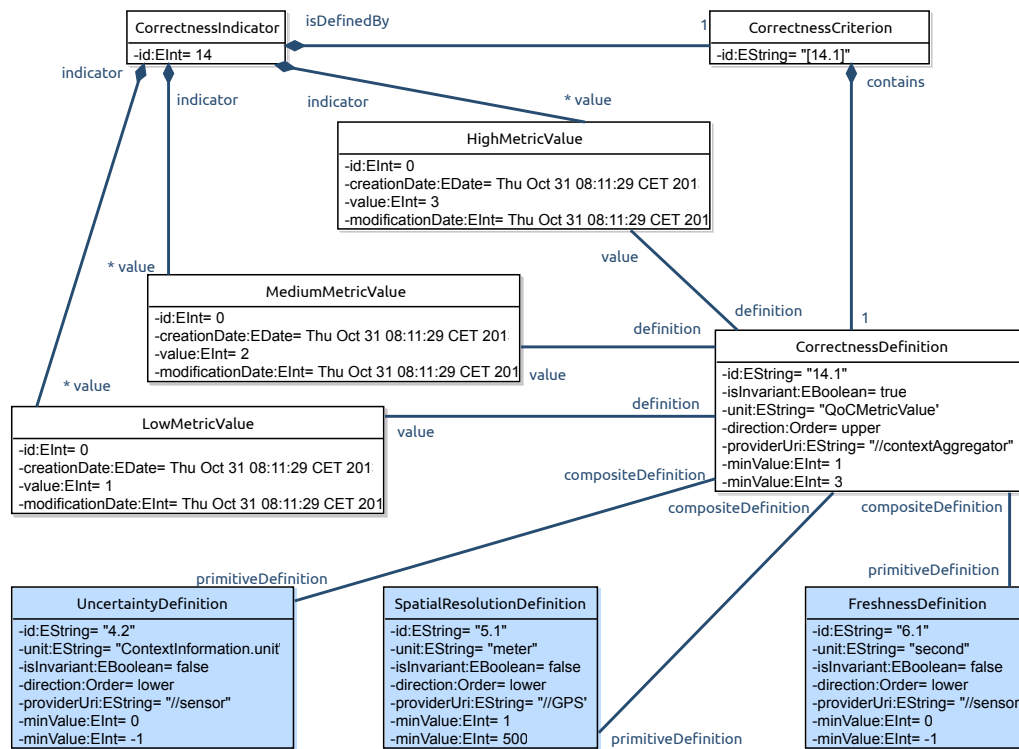 CorrectnessIndicator
-id:EInt= 14
isDefinedBy
1
CorrectnessCriterion
-id:EString= "[14.1]"
indicator
indicator
indicator
contains
* value
HighMetricValue
-id:EInt= 0
-creationDate:EDate= Thu Oct 31 08:11:29 CET 201
-value:EInt= 3
-modificationDate:EInt= Thu Oct 31 08:11:29 CET 201
value
definition
* value
MediumMetricValue
-id:EInt= 0
-creationDate:EDate= Thu Oct 31 08:11:29 CET 201
-value:EInt= 2
-modificationDate:EInt= Thu Oct 31 08:11:29 CET 201
definition
value
1
CorrectnessDefinition
-id:EString= "14.1"
-isInvariant:EBoolean= true
-unit:EString= "QoCMetricValue'
-direction:Order= upper
-providerUri:EString= "//contextAggregator"
-minValue:EInt= 1
-minValue:EInt= 3
* value
LowMetricValue
-id:EInt= 0
-creationDate:EDate= Thu Oct 31 08:11:29 CET 201
-value:EInt= 1
-modificationDate:EInt= Thu Oct 31 08:11:29 CET 201
definition
value
compositeDefinition
compositeDefinition
compositeDefinition
primitiveDefinition
primitiveDefinition
UncertaintyDefinition
-id:EString= "4.2"
-unit:EString= "ContextInformation.unit'
-isInvariant:EBoolean= false
-direction:Order= lower
-providerUri:EString= "//sensor"
-minValue:EInt= 0
-minValue:EInt= -1
SpatialResolutionDefinition
-id:EString= "5.1"
-unit:EString= "meter"
-isInvariant:EBoolean= false
-direction:Order= lower
-providerUri:EString= "//GPS'
-minValue:EInt= 1
-minValue:EInt= 500
primitiveDefinition
FreshnessDefinition
-id:EString= "6.1"
-unit:EString= "second"
-isInvariant:EBoolean= false
-direction:Order= lower
-providerUri:EString= "//sensor
-minValue:EInt= 0
-minValue:EInt= -1